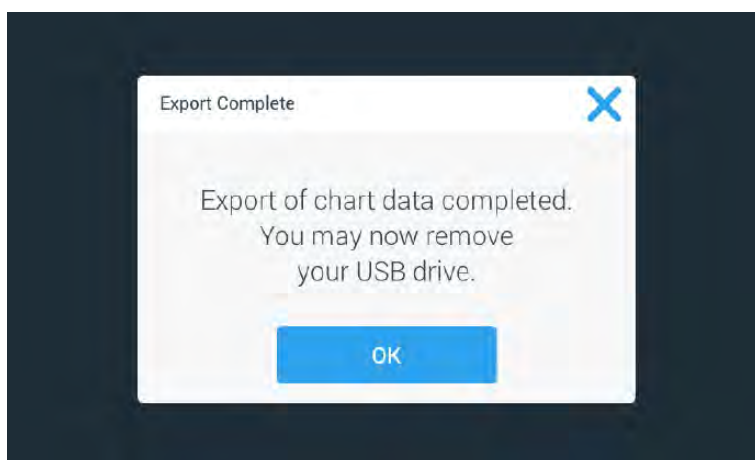 Export Complete
Export of chart data completed.
You may now remove
your USB drive.
OK